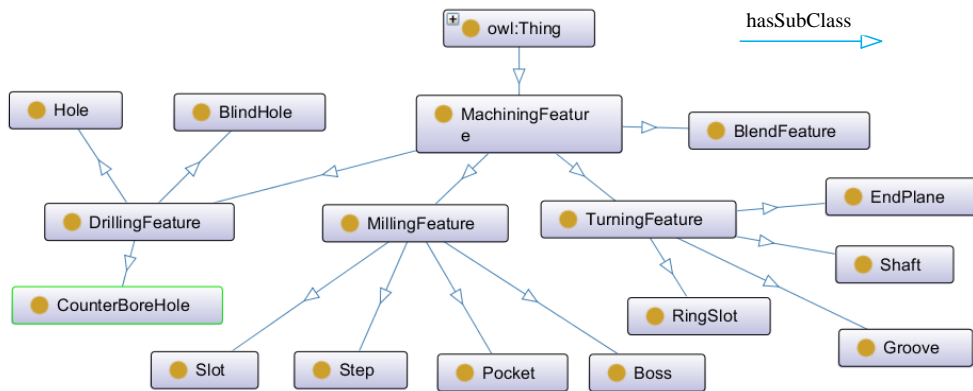 hasSubClass
owl:Thing
Hole
BlindHole
MachiningFeatur
e
BlendFeature
DrillingFeature
MillingFeature
TurningFeature
EndPlane
Shaft
CounterBoreHole
RingSlot
Groove
Slot
Step
Pocket
Boss